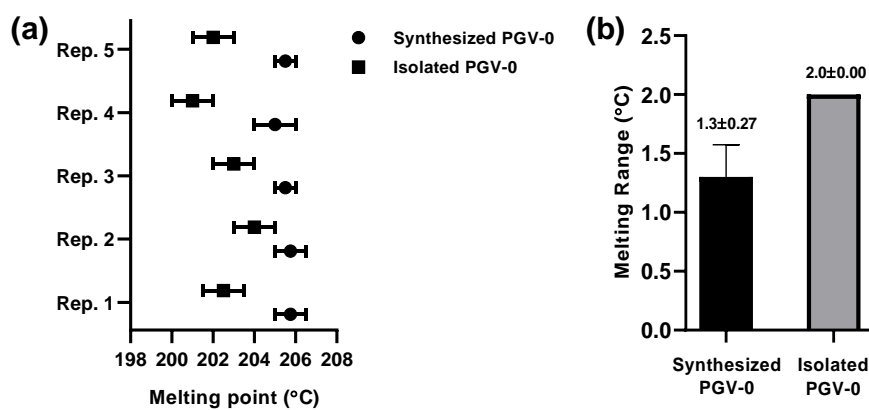 (a)
Synthesized PGV-0
Isolated PGV-0
Rep. 5
Rep. 4
Rep. 3
Rep. 2
Rep. 1
198 200 202 204 206 208
Melting point (°C)
(b)
Melting Range (°C)
2.5
2.0
1.5
1.0
0.5
0.0
1.3±0.27
2.0±0.00
Synthesized
PGV-0
Isolated
PGV-0